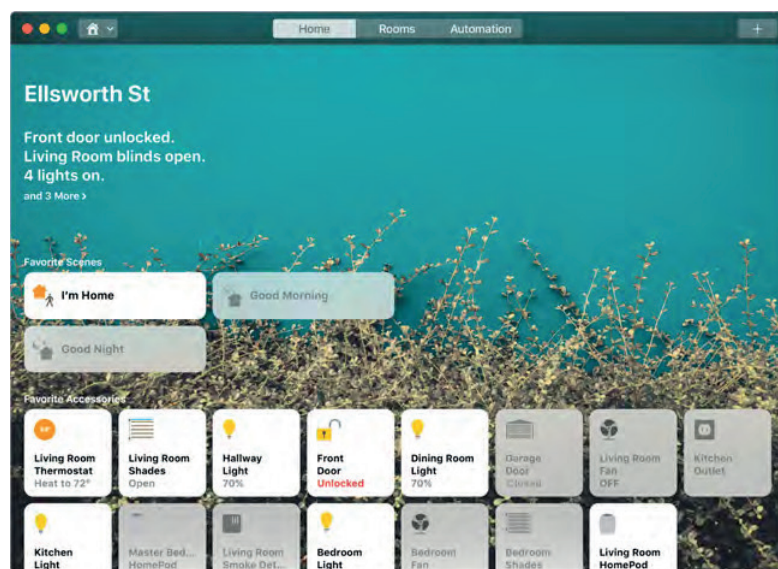 Home Rooms Automation +
Ellsworth St
Front door unlocked.
Living Room blinds open.
4 lights on.
and 3 More >
Favorite Scenes
I'm Home
Good Morning
Good Night
Favorite Accessories
Living Room
Thermostat
Heat to 72°
Living Room
Shades
Open
Hallway
Light
70%
Front
Door
Unlocked
Dining Room
Light
70%
Garage
Door
Closed
Living Room
Fan
OFF
Kitchen
Outlet
Kitchen
Light
Master Bed...
HomePod
Living Room
Smoke Det...
Bedroom
Light
Bedroom
Fan
Bedroom
Shades
Living Room
HomePod